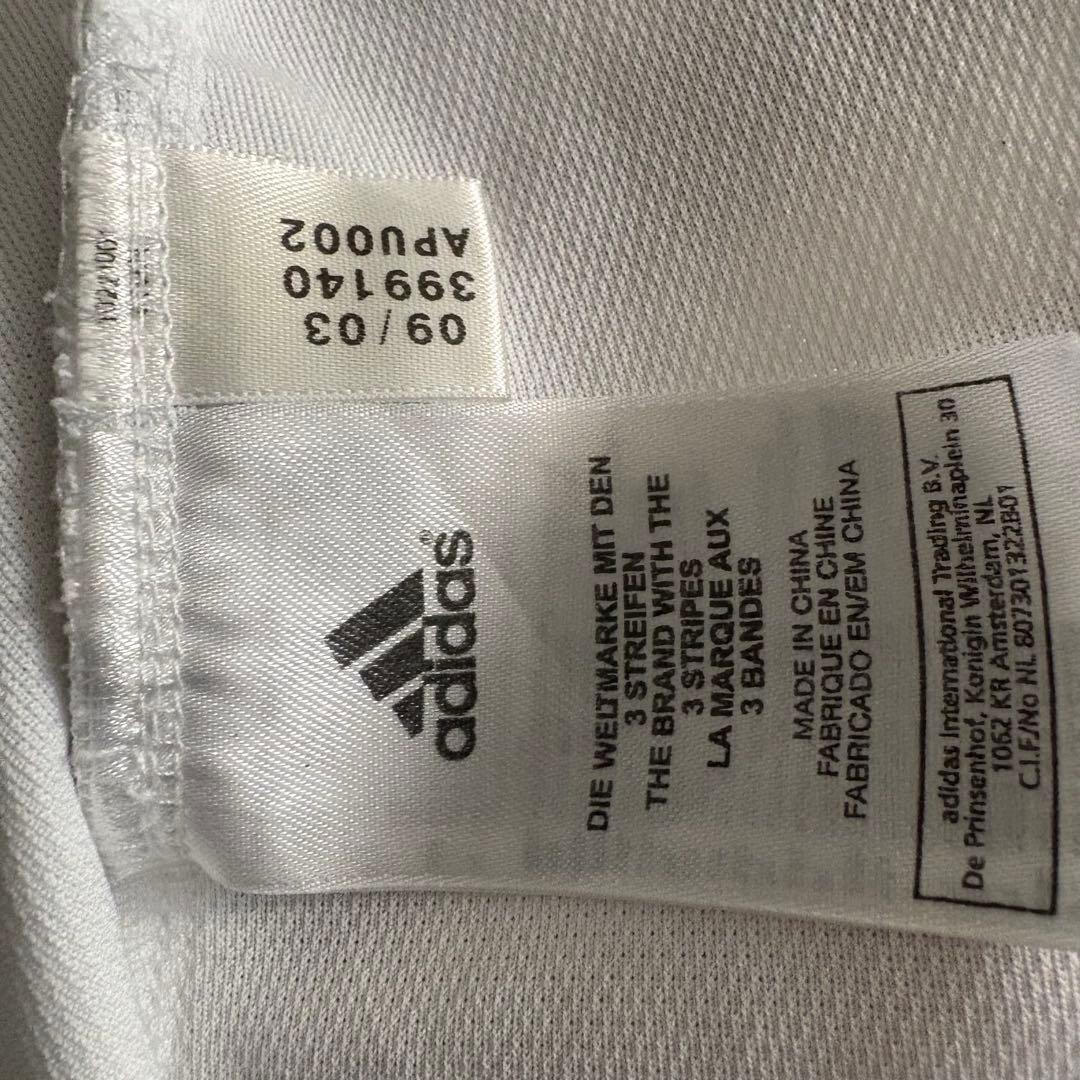 09/03
399140
APU002
adidas®
DIE WELTMARKE MIT DEN
3 STREIFEN
THE BRAND WITH THE
3 STRIPES
LA MARQUE AUX
3 BANDES
MADE IN CHINA
FABRIQUE EN CHINE
FABRICADO EN/EM CHINA
adidas International Trading B.V.
De Prinsenhof, Konigin Wilhelminaplein 30
1062 KR Amsterdam, NL
C.I.F/No NL 807301322B01